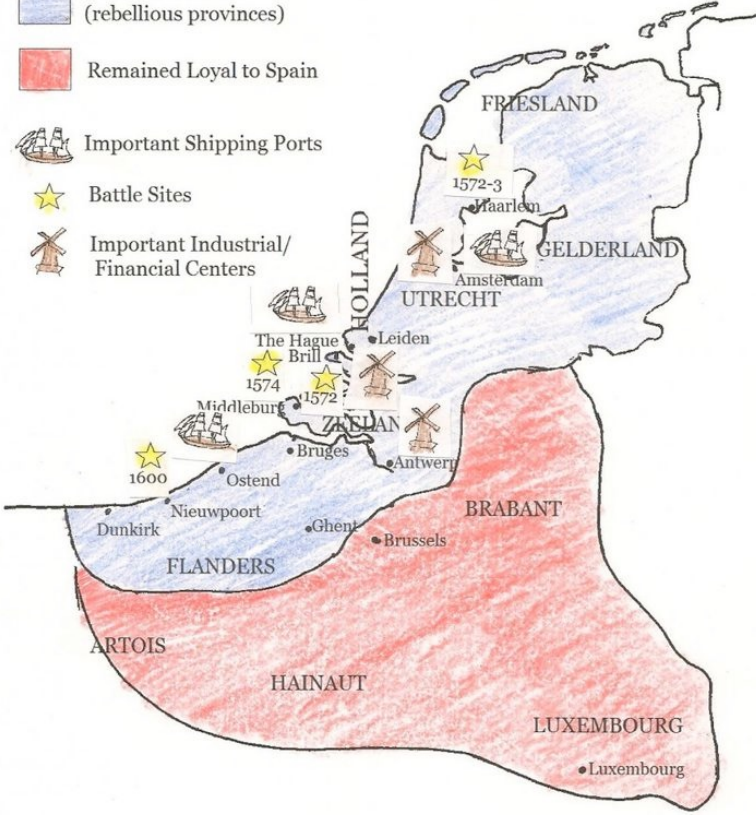 (rebellious provinces)
Remained Loyal to Spain
Important Shipping Ports
Battle Sites
Important Industrial/
Financial Centers
FRIESLAND
1572-3
Haarlem
HOLLAND
GELDERLAND
Amsterdam
UTRECHT
The Hague
Leiden
Brill
1574
1572
Middleburg
ZEELAN
1600
Bruges
Antwerp
Ostend
Nieuwpoort
Dunkirk
Ghent
BRABANT
Brussels
FLANDERS
ARTOIS
HAINAUT
LUXEMBOURG
Luxembourg